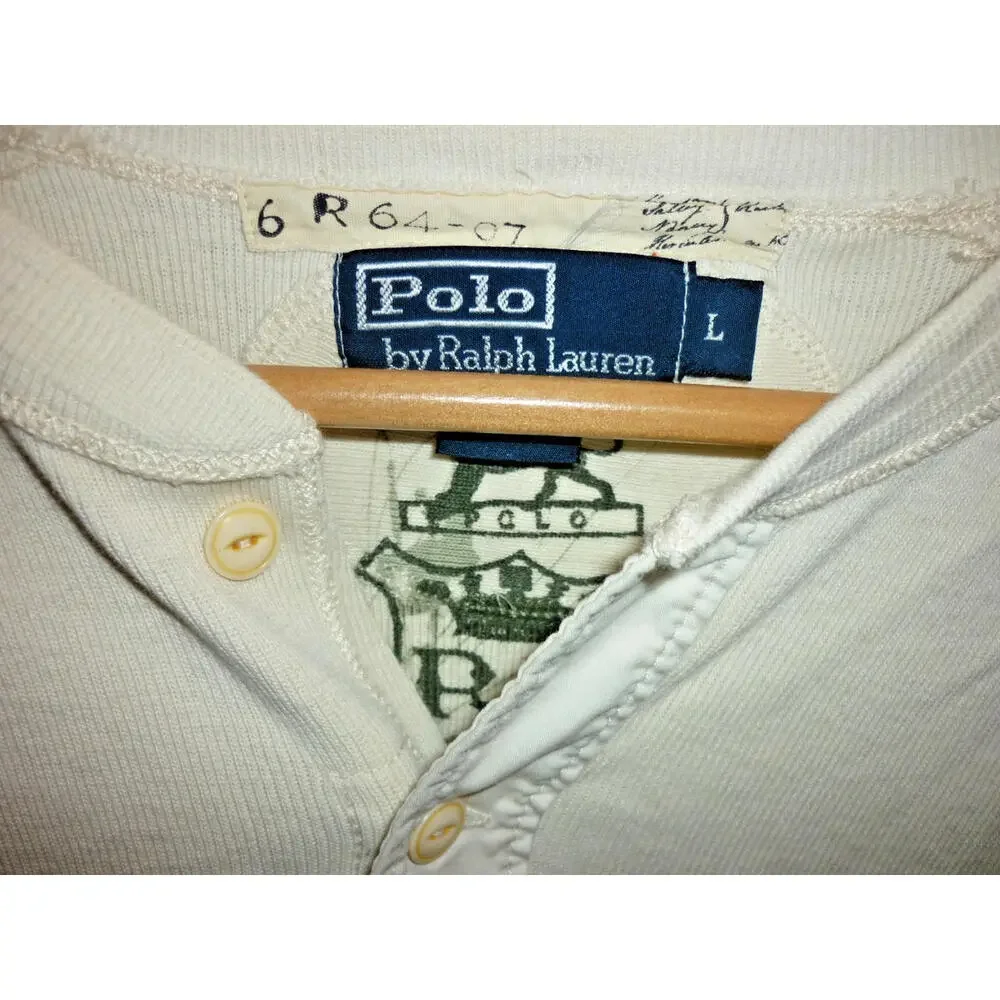 6 R 64-07
Polo
by Ralph Lauren
L
POLO
R